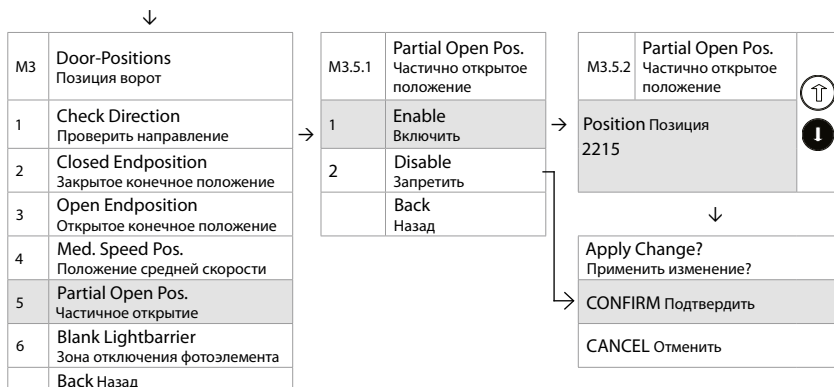 M3
Door-Positions
Позиция ворот
1
Check Direction
Проверить направление
2
Closed Endposition
Закрытое конечное положение
3
Open Endposition
Открытое конечное положение
4
Med. Speed Pos.
Положение средней скорости
5
Partial Open Pos.
Частичное открытие
6
Blank Lightbarrier
Зона отключения фотоэлемента
Back Назад
M3.5.1
Partial Open Pos.
Частично открытое
положение
1
Enable
Включить
2
Disable
Запретить
Back
Назад
M3.5.2
Partial Open Pos.
Частично открытое
положение
Position Позиция
2215
Apply Change?
Применить изменение?
CONFIRM Подтвердить
CANCEL Отменить